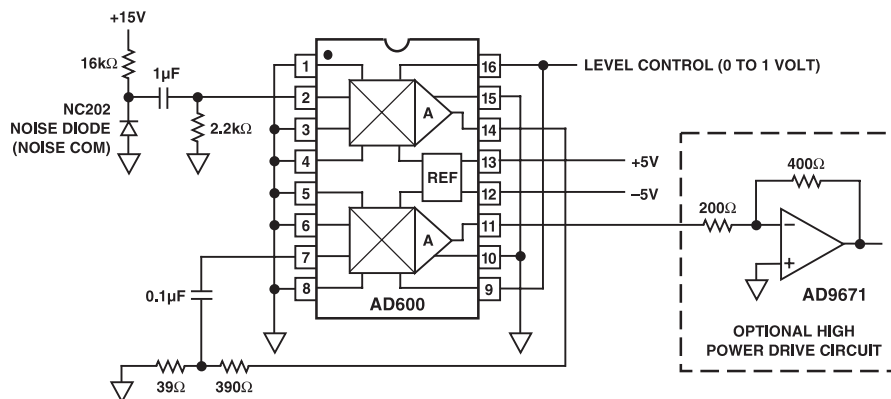 +15V
16kΩ
1µF
NC202
NOISE DIODE
(NOISE COM)
2.2kΩ
1
2
3
4
5
6
7
8
16
15
14
13
12
11
10
9
A
REF
A
AD600
LEVEL CONTROL (0 TO 1 VOLT)
+5V
–5V
0.1µF
39Ω
390Ω
200Ω
400Ω
–
+
AD9671
OPTIONAL HIGH
POWER DRIVE CIRCUIT